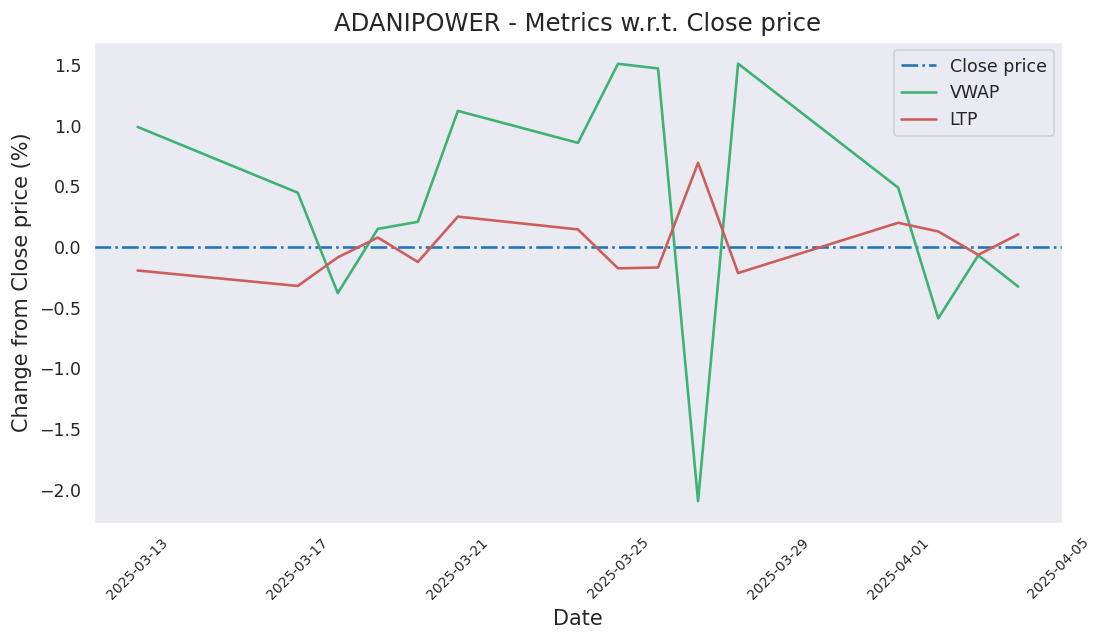 ADANIPOWER - Metrics w.r.t. Close price
Change from Close price (%)
1.5
1.0
0.5
0.0
−0.5
−1.0
−1.5
−2.0
Close price
VWAP
LTP
2025-03-13
2025-03-17
2025-03-21
2025-03-25
2025-03-29
2025-04-01
2025-04-05
Date